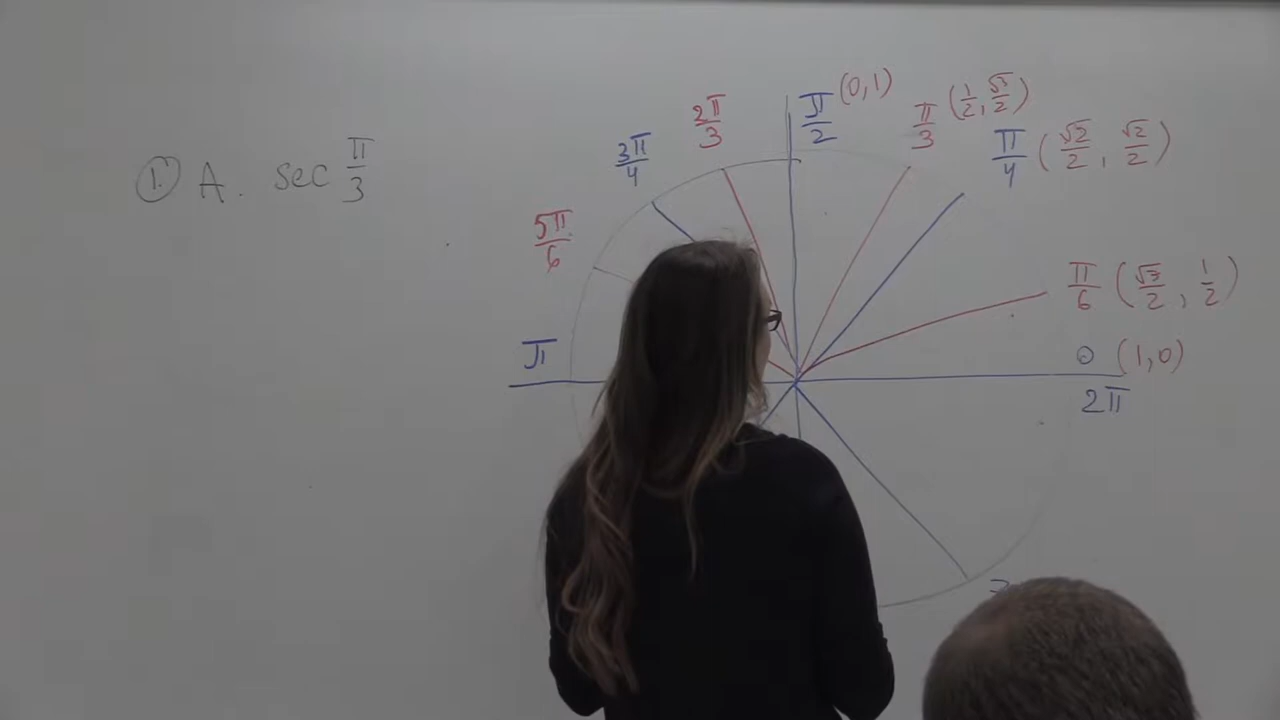 ① A. sec π/3
π/2 (0,1)
π/3 (1/2, √3/2)
π/4 (√2/2, √2/2)
π/6 (√3/2, 1/2)
0 (1,0)
2π
2π/3
3π/4
5π/6
π